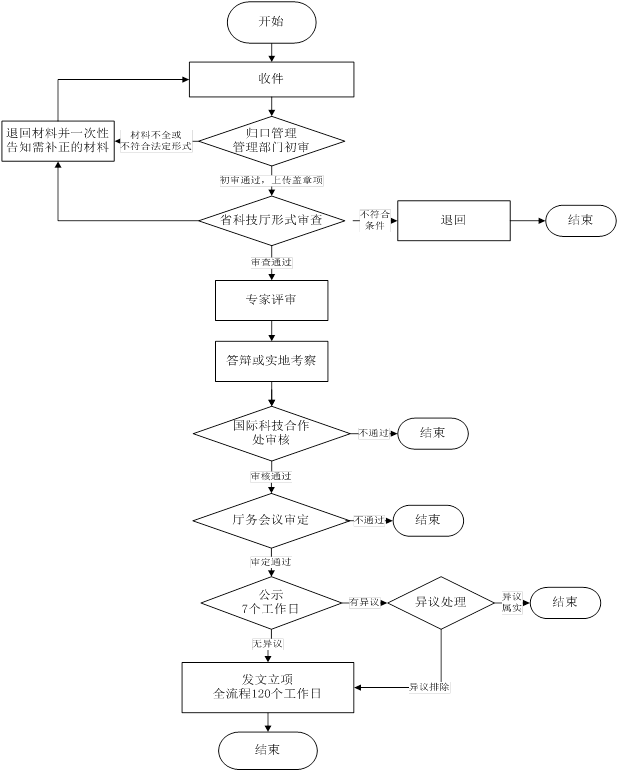 开始
收件
退回材料并一次性
告知需补正的材料
材料不全或
不符合法定形式
归口管理
管理部门初审
初审通过，上传盖章项
省科技厅形式审查
不符合
条件
退回
结束
审查通过
专家评审
答辩或实地考察
国际科技合作
处审核
不通过
结束
审核通过
厅务会议审定
不通过
结束
审定通过
公示
7个工作日
有异议
异议处理
异议
属实
结束
无异议
发文立项
全流程120个工作日
异议排除
结束